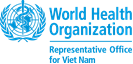 World Health
Organization
Representative Office
for Viet Nam